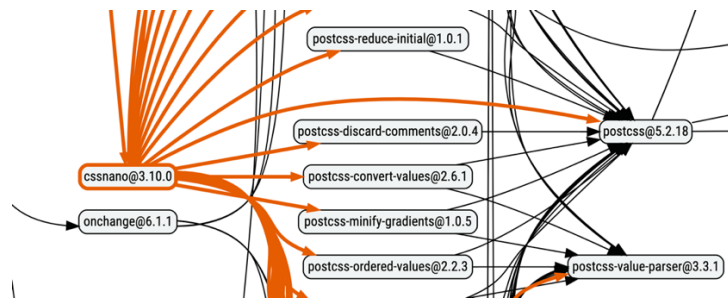 postcss-reduce-initial@1.0.1
postcss-discard-comments@2.0.4
postcss@5.2.18
cssnano@3.10.0
postcss-convert-values@2.6.1
onchange@6.1.1
postcss-minify-gradients@1.0.5
postcss-ordered-values@2.2.3
postcss-value-parser@3.3.1